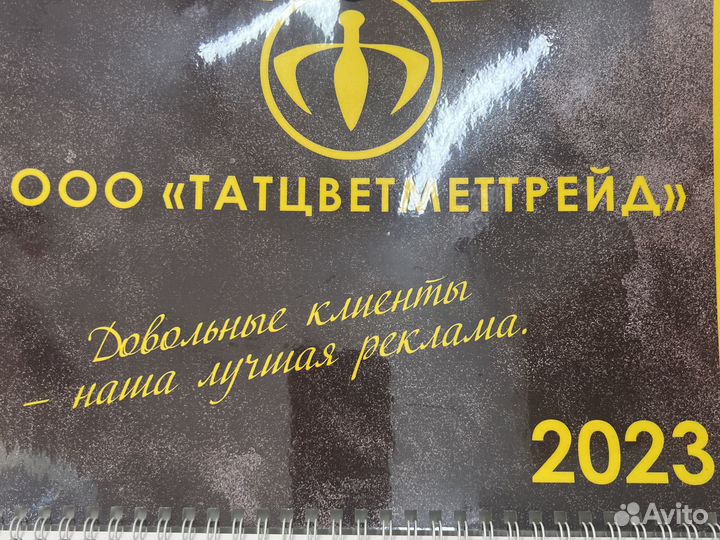 ООО «ТАТЦВЕТМЕТТРЕЙД»
Довольные клиенты
– наша лучшая реклама.
2023
Avito